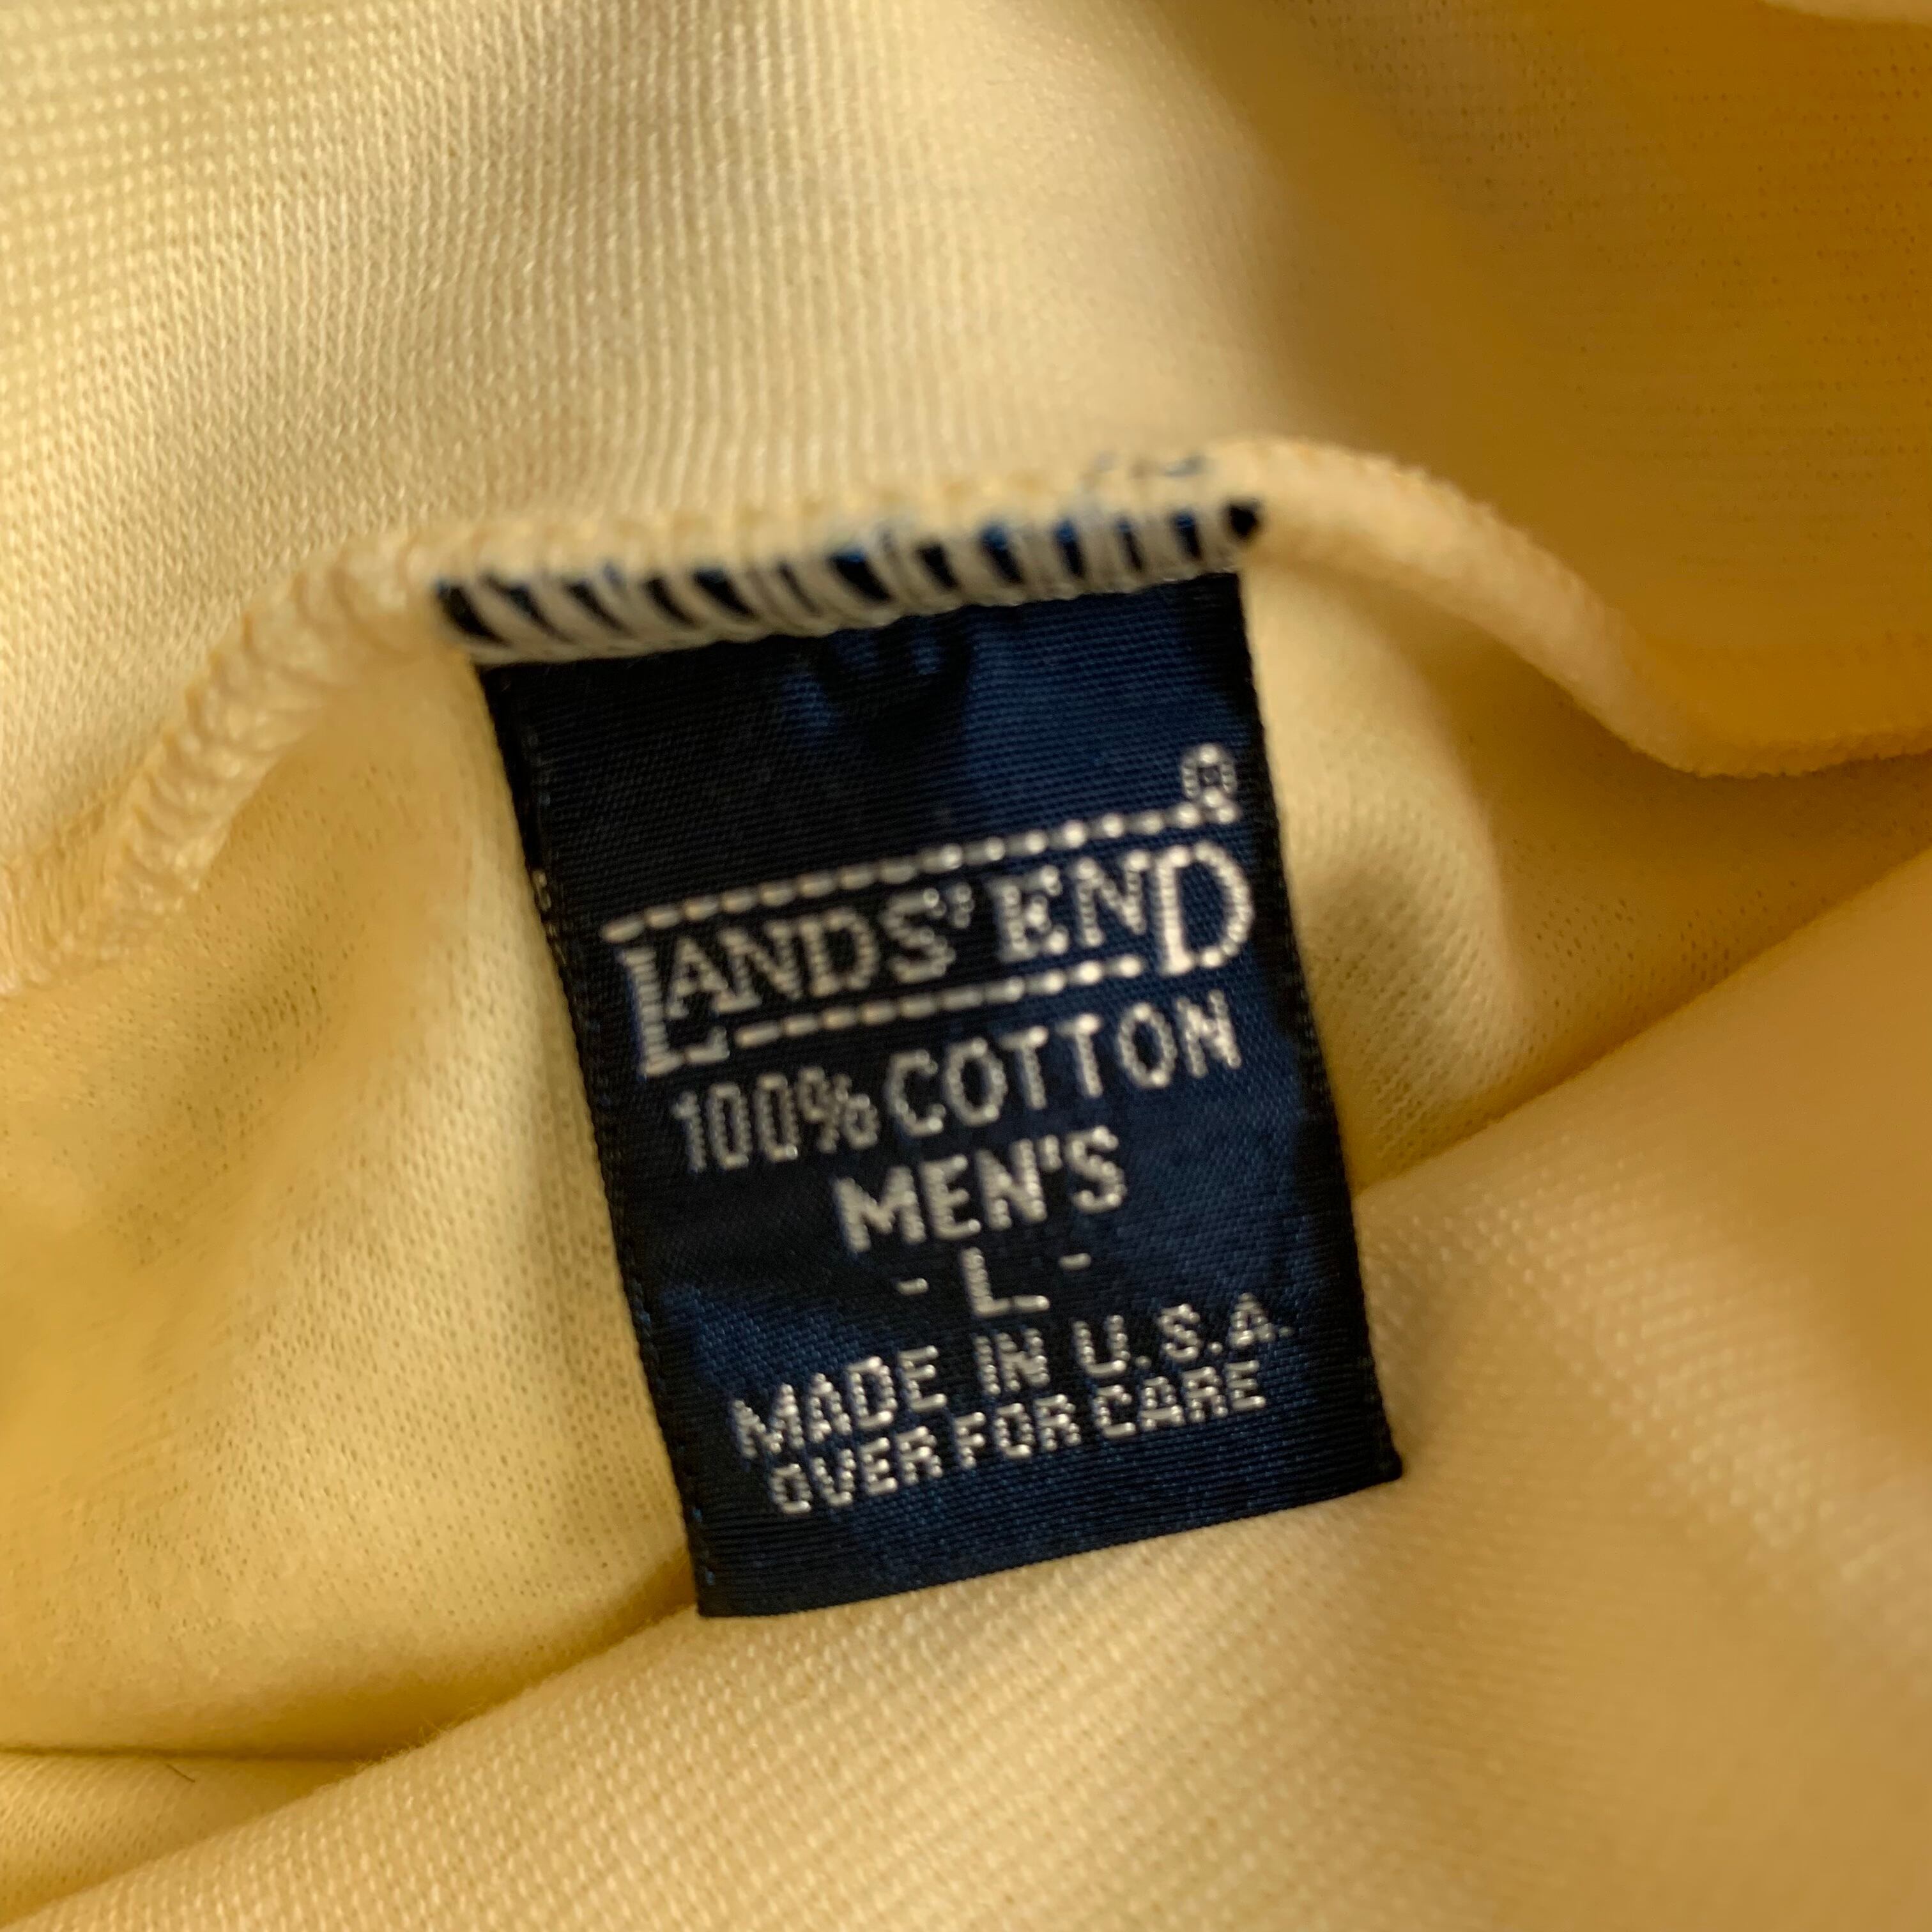 LANDS' END®
100% COTTON
MEN'S
- L -
MADE IN U.S.A.
OVER FOR CARE